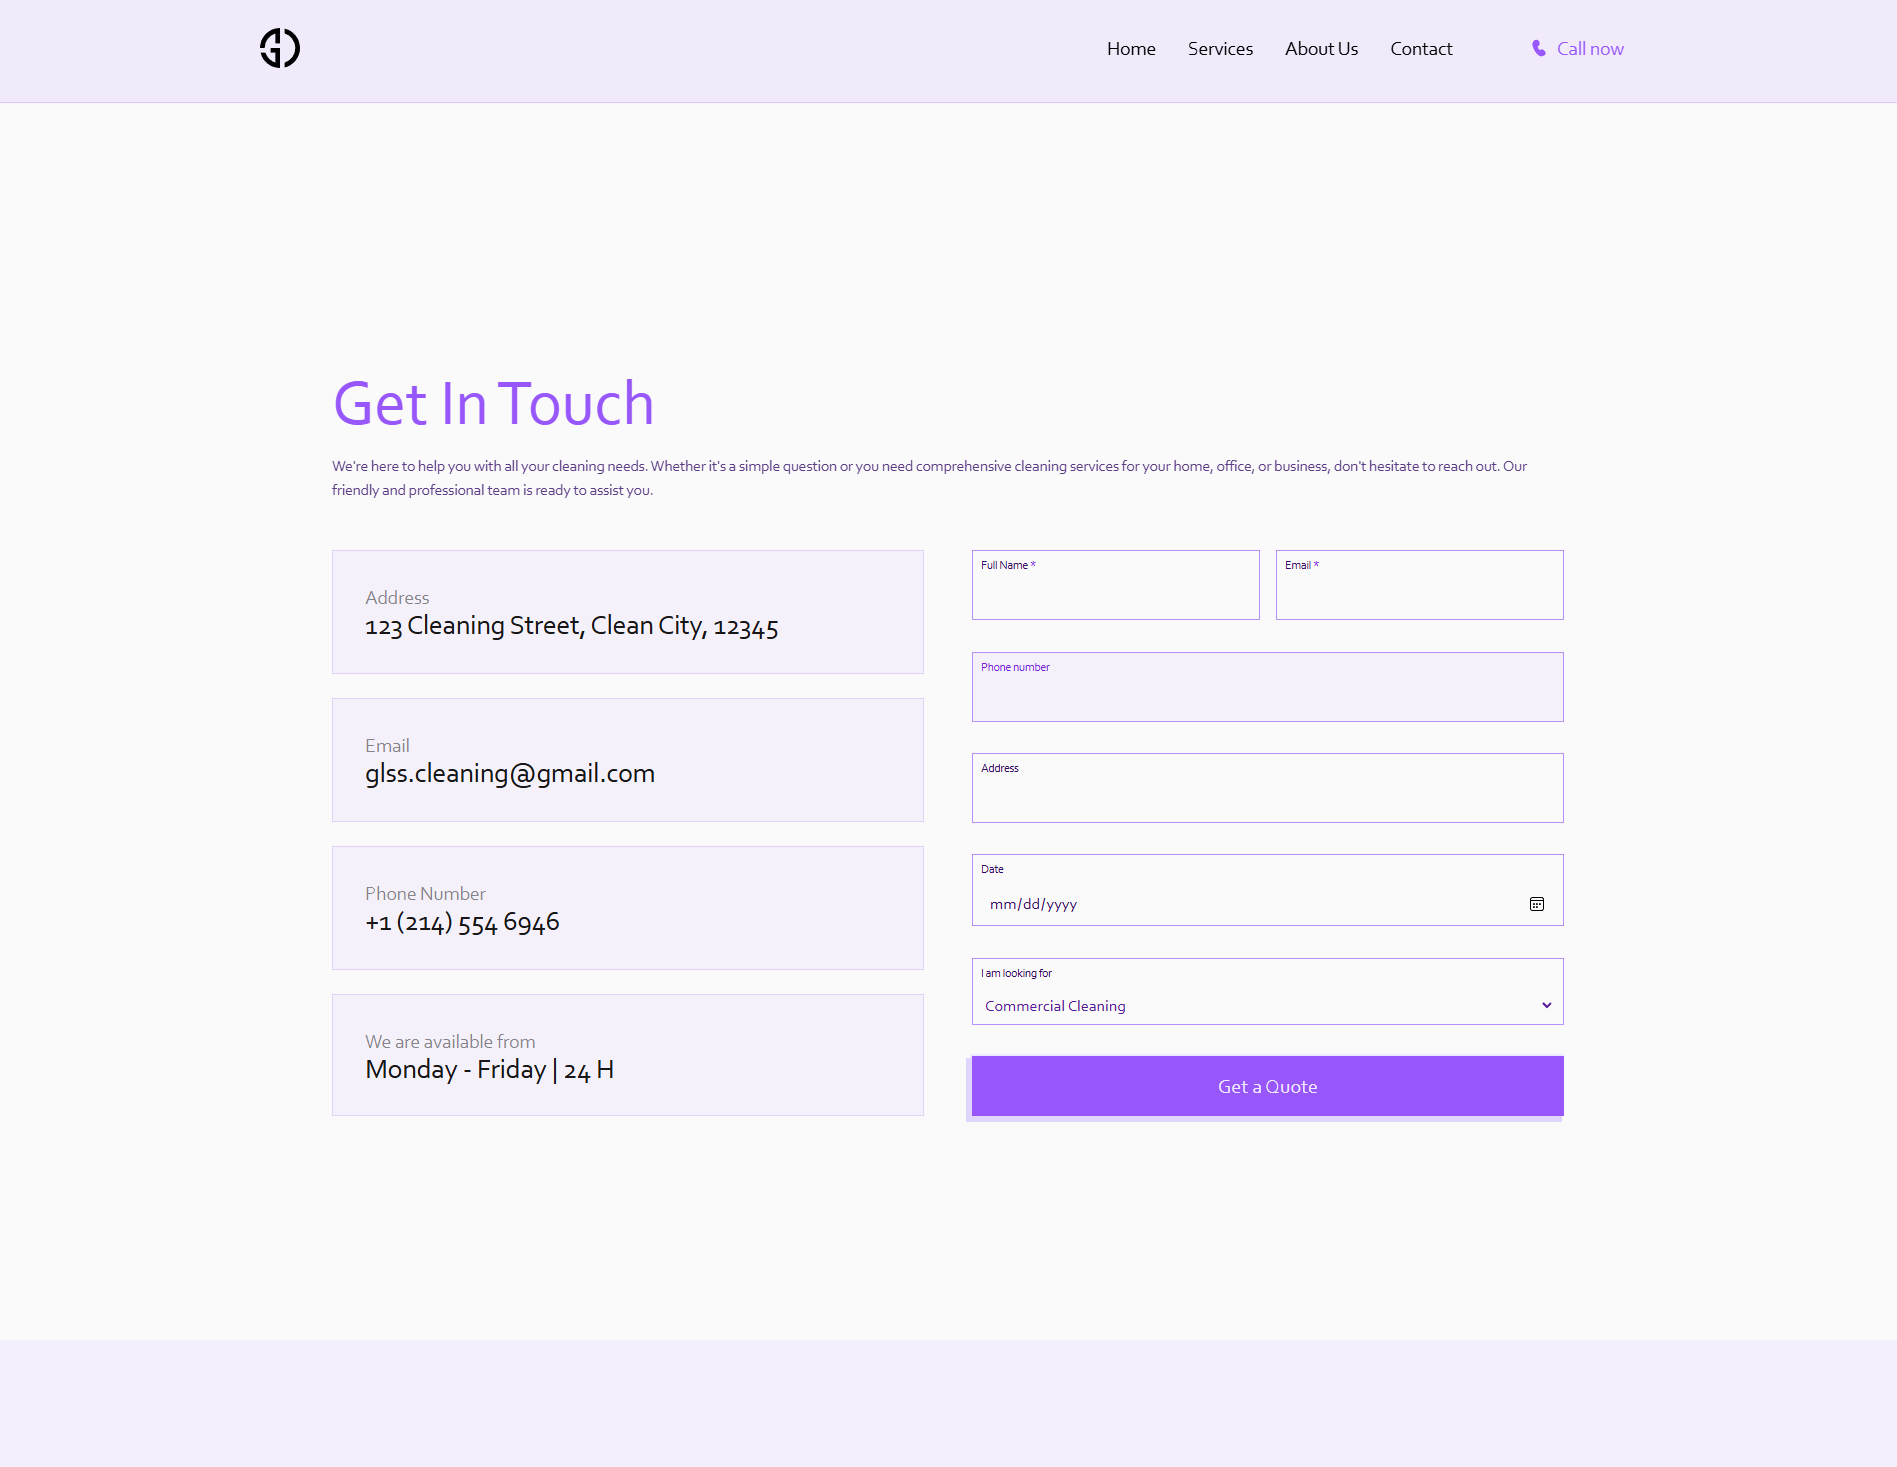 Home Services About Us Contact Call now
Get In Touch
We're here to help you with all your cleaning needs. Whether it's a simple question or you need comprehensive cleaning services for your home, office, or business, don't hesitate to reach out. Our
friendly and professional team is ready to assist you.
Address
123 Cleaning Street, Clean City, 12345
Email
glss.cleaning@gmail.com
Phone Number
+1 (214) 554 6946
We are available from
Monday - Friday | 24 H
Full Name *
Email *
Phone number
Address
Date
mm/dd/yyyy
I am looking for
Commercial Cleaning
Get a Quote